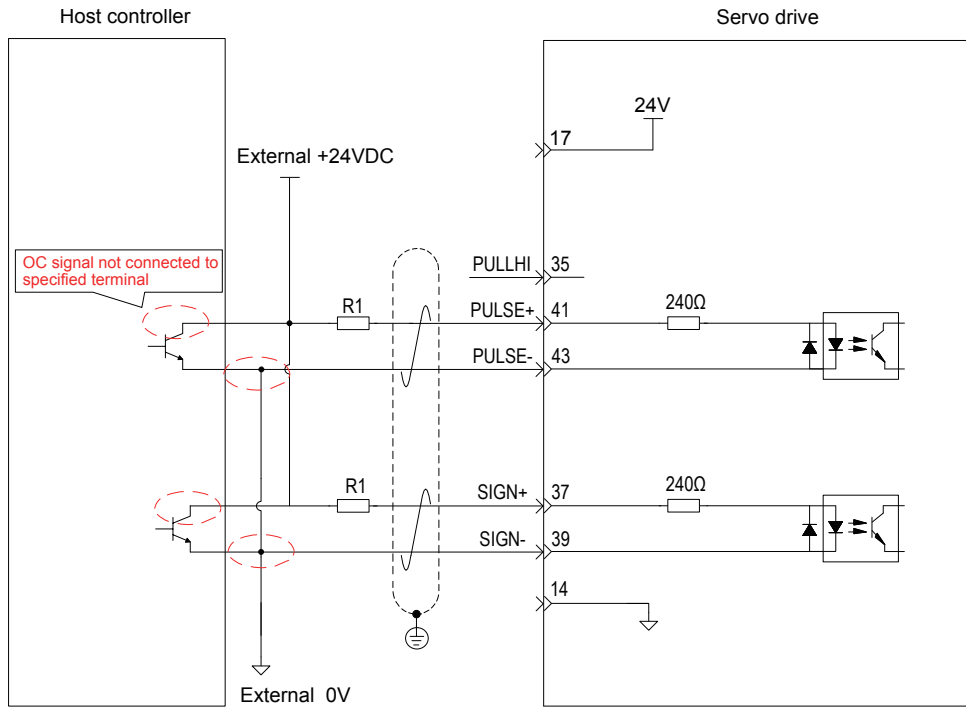 Host controller
Servo drive
24V
17
External +24VDC
OC signal not connected to
specified terminal
PULLHI
35
R1
PULSE+
41
240Ω
PULSE-
43
R1
SIGN+
37
240Ω
SIGN-
39
14
External 0V